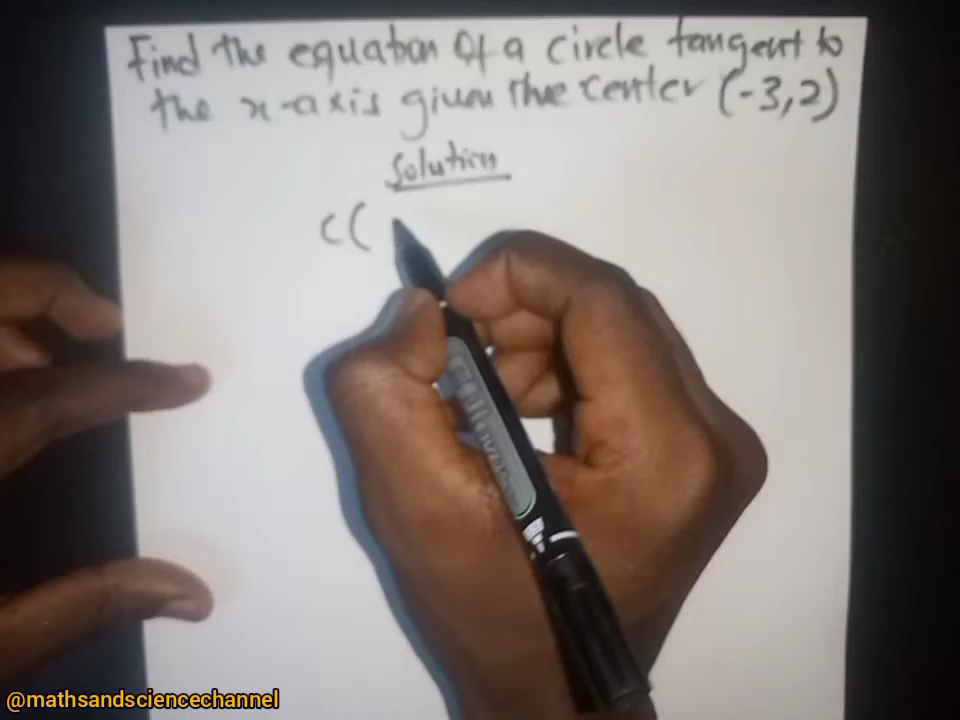 Find the equation of a circle tangent to
the x-axis given the center (-3,2)
Solution
C(
@mathsandsciencechannel